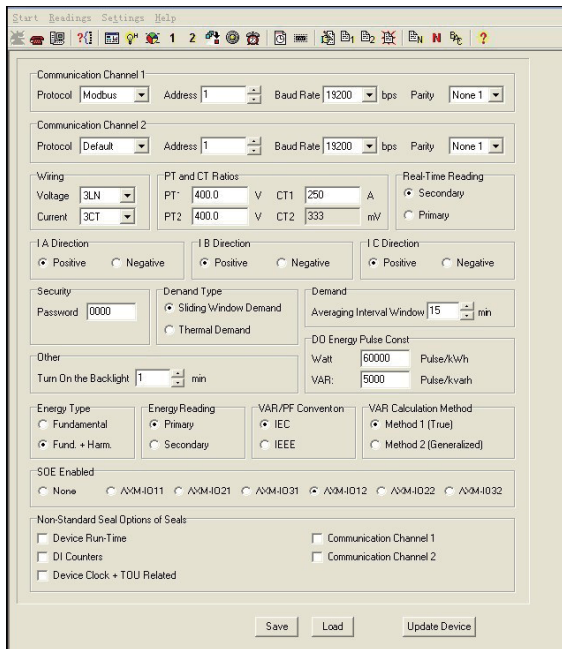 Start Readings Settings Help
?{} 1 2 1 2 N N ?
Communication Channel 1
Protocol Modbus Address 1 Baud Rate 19200 bps Parity None 1
Communication Channel 2
Protocol Default Address 1 Baud Rate 19200 bps Parity None 1
Wiring PT and CT Ratios Real-Time Reading
Voltage 3LN PT 400.0 V CT1 250 A Secondary
Current 3CT PT2 400.0 V CT2 333 mV Primary
I A Direction I B Direction I C Direction
Positive Negative Positive Negative Positive Negative
Security Demand Type Demand
Password 0000 Sliding Window Demand Averaging Interval Window 15 min
Thermal Demand
DO Energy Pulse Const
Other Watt 60000 Pulse/kWh
Turn On the Backlight 1 min VAR: 5000 Pulse/kvarh
Energy Type Energy Reading VAR/PF Conventon VAR Calculation Method
Fundamental Primary IEC Method 1 (True)
Fund. + Harm. Secondary IEEE Method 2 (Generalized)
SOE Enabled
None AXM-IO11 AXM-IO21 AXM-IO31 AXM-IO12 AXM-IO22 AXM-IO32
Non-Standard Seal Options of Seals
Device Run-Time Communication Channel 1
DI Counters Communication Channel 2
Device Clock + TOU Related
Save Load Update Device